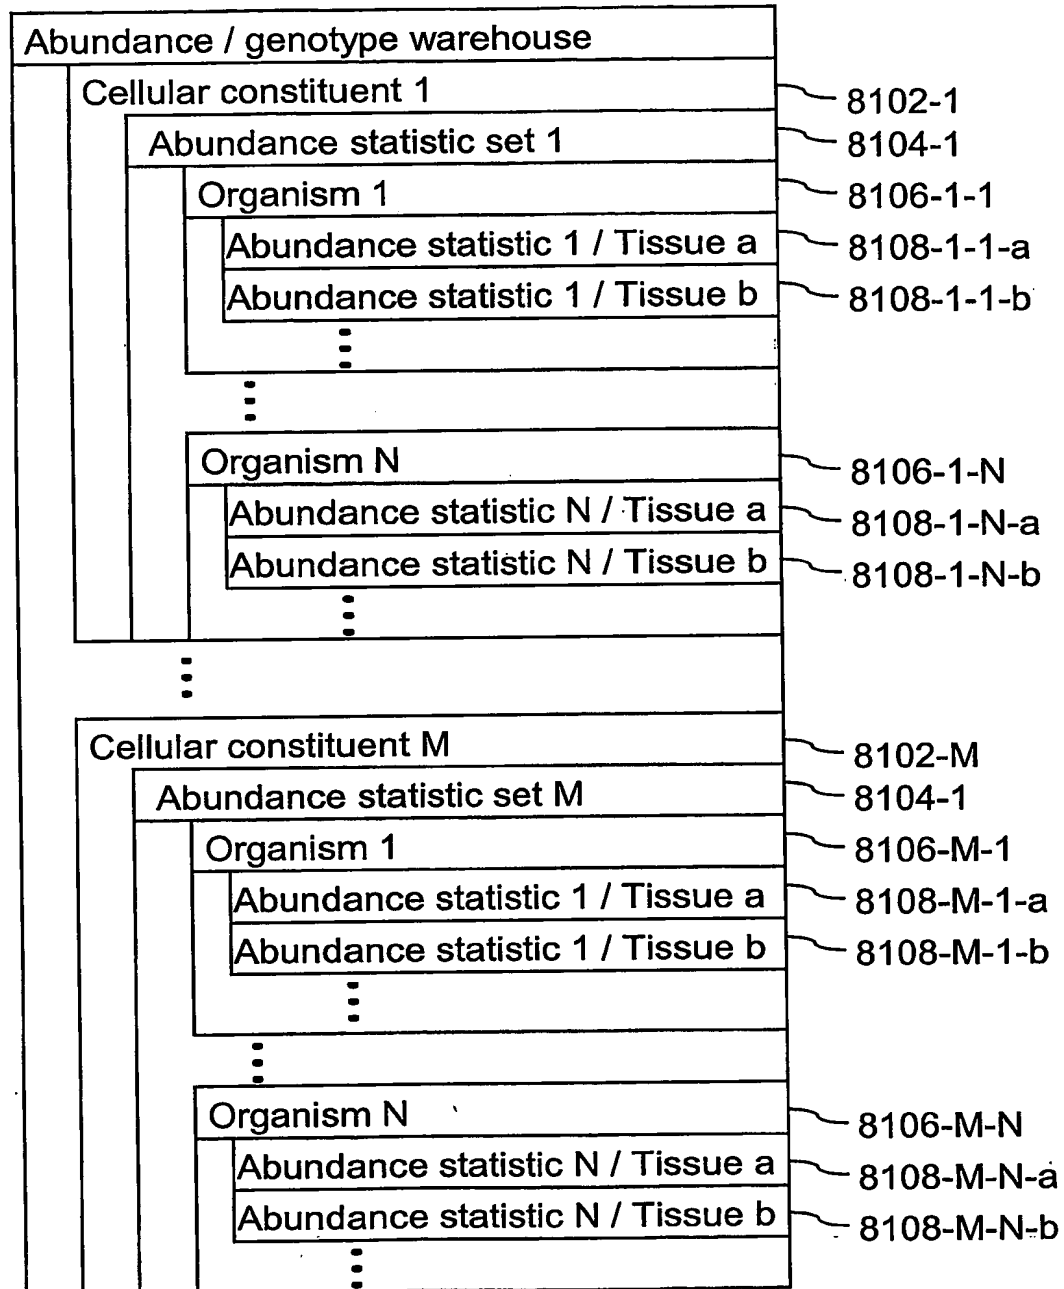 Abundance / genotype warehouse
Cellular constituent 1 8102-1
Abundance statistic set 1 8104-1
Organism 1 8106-1-1
Abundance statistic 1 / Tissue a 8108-1-1-a
Abundance statistic 1 / Tissue b 8108-1-1-b
Organism N 8106-1-N
Abundance statistic N / Tissue a 8108-1-N-a
Abundance statistic N / Tissue b 8108-1-N-b
Cellular constituent M 8102-M
Abundance statistic set M 8104-1
Organism 1 8106-M-1
Abundance statistic 1 / Tissue a 8108-M-1-a
Abundance statistic 1 / Tissue b 8108-M-1-b
Organism N 8106-M-N
Abundance statistic N / Tissue a 8108-M-N-a
Abundance statistic N / Tissue b 8108-M-N-b